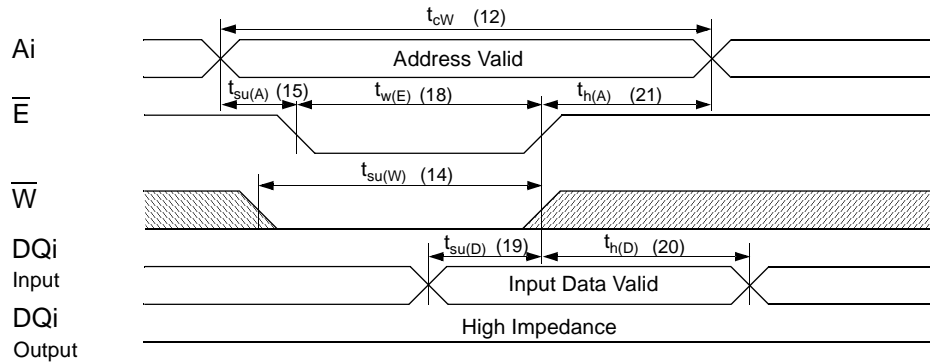 t_cW (12)
Ai
Address Valid
t_su(A) (15)
t_w(E) (18)
t_h(A) (21)
E̅
t_su(W) (14)
W̅
DQi
t_su(D) (19)
t_h(D) (20)
Input
Input Data Valid
DQi
High Impedance
Output